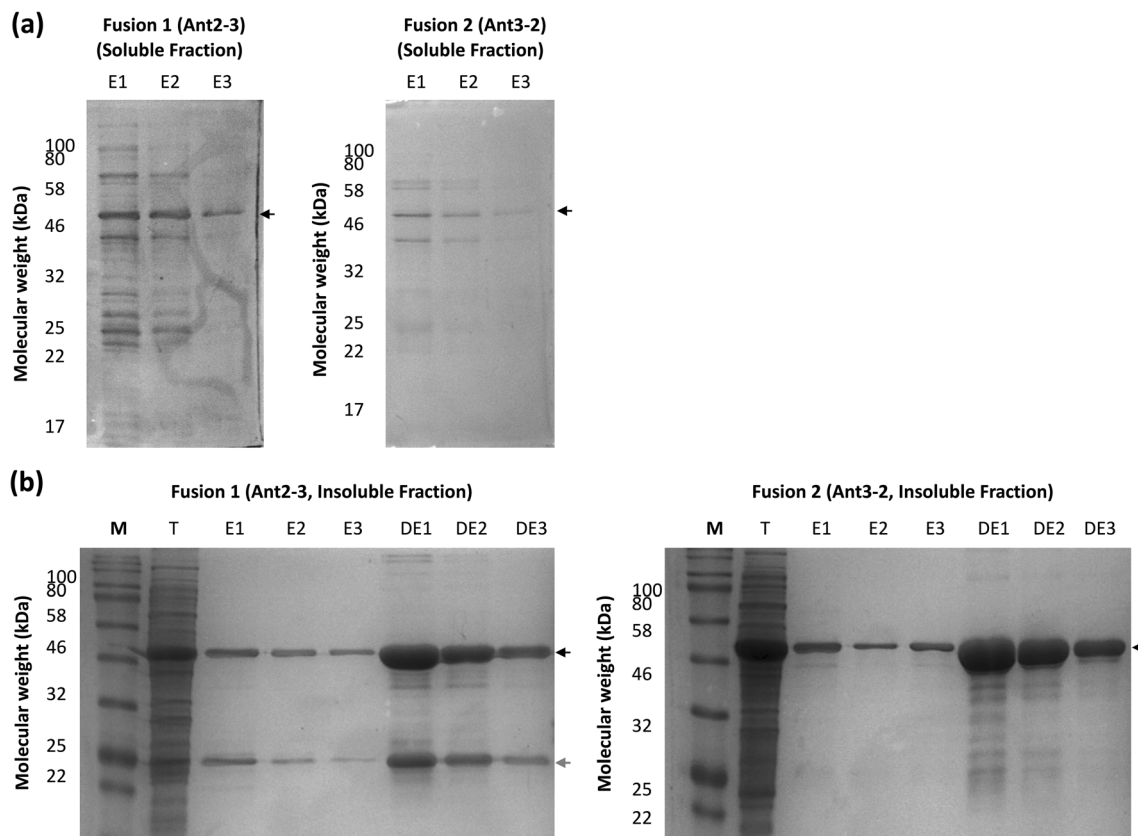 (a)
Fusion 1 (Ant2-3)
(Soluble Fraction)
E1 E2 E3
Molecular weight (kDa)
100
80
58
46
32
25
22
17
Fusion 2 (Ant3-2)
(Soluble Fraction)
E1 E2 E3
Molecular weight (kDa)
100
80
58
46
32
25
22
17
(b)
Fusion 1 (Ant2-3, Insoluble Fraction)
M T E1 E2 E3 DE1 DE2 DE3
Molecular weight (kDa)
100
80
58
46
32
25
22
Fusion 2 (Ant3-2, Insoluble Fraction)
M T E1 E2 E3 DE1 DE2 DE3
Molecular weight (kDa)
100
80
58
46
32
25
22